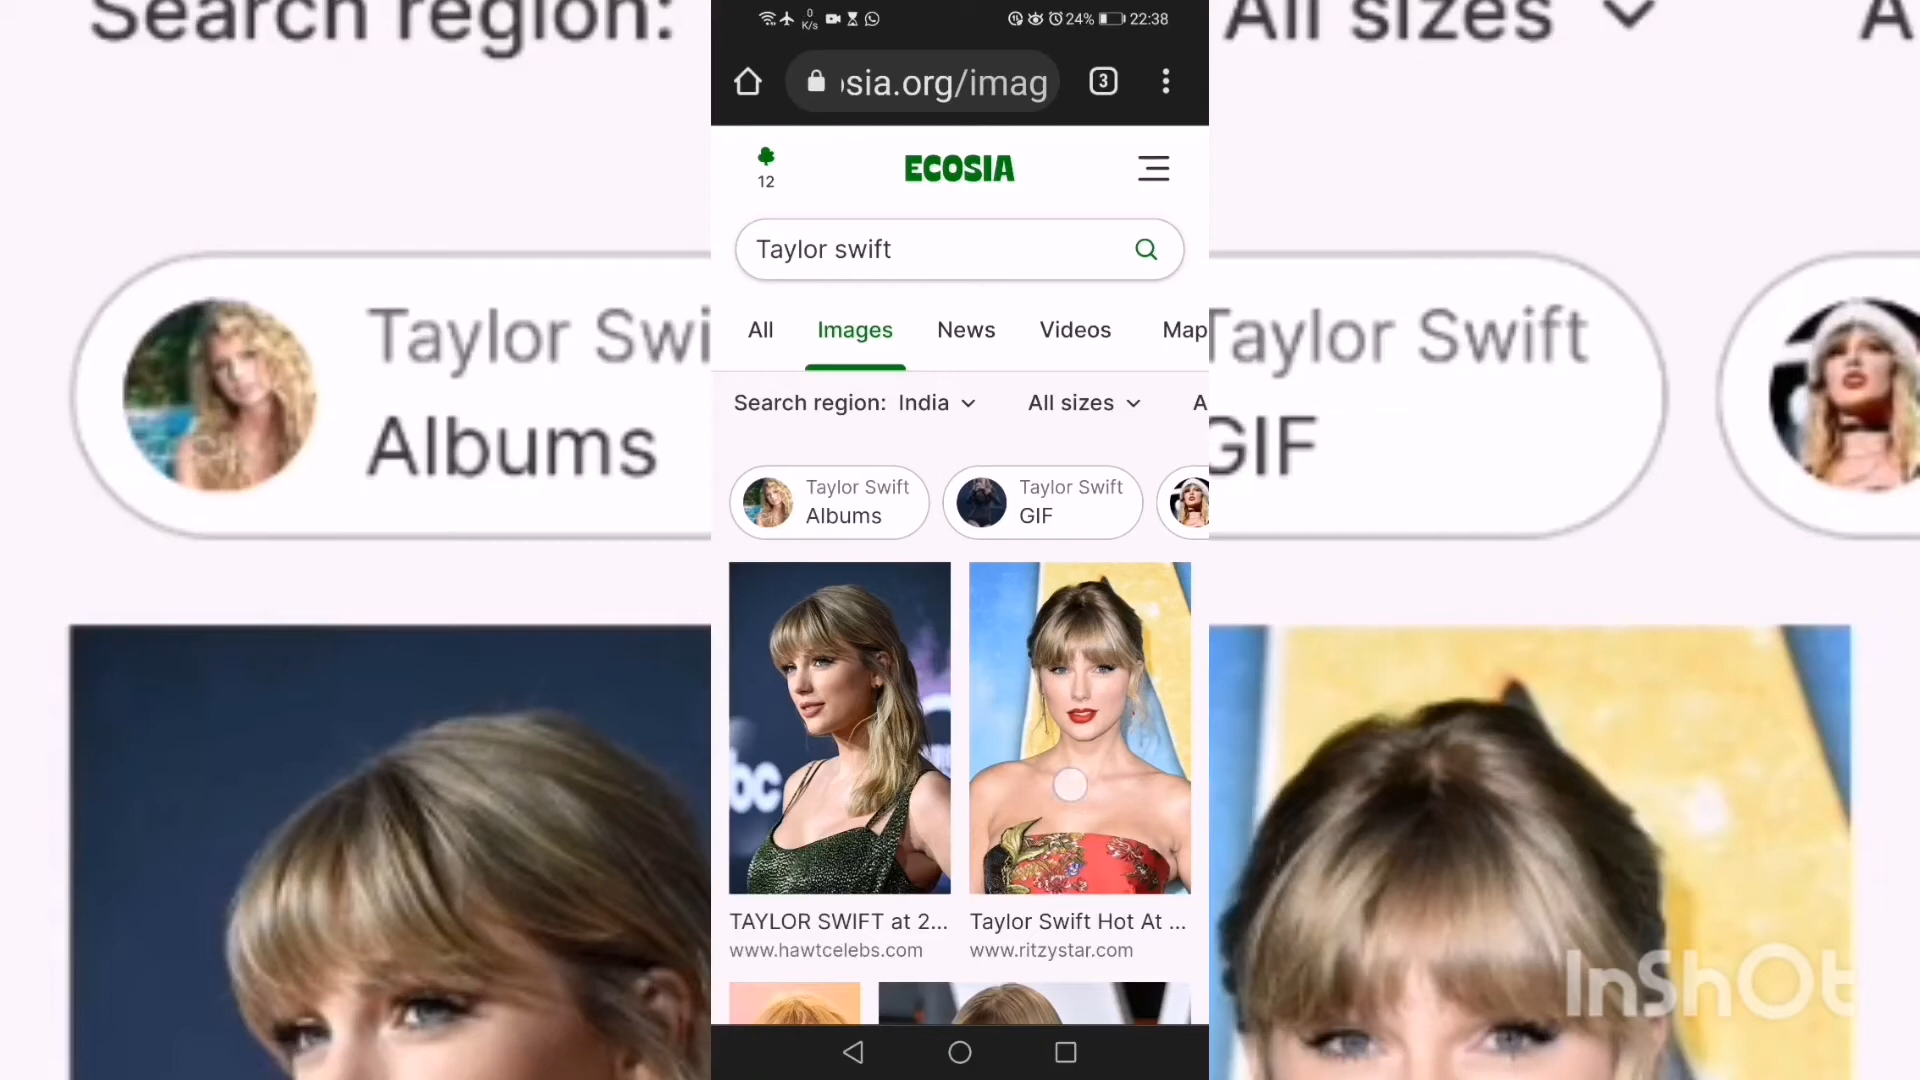 Search region:
All sizes
A
0
K/s
24%
22:38
sia.org/imag
3
12
ECOSIA
Taylor swift
All
Images
News
Videos
Map
Search region: India
All sizes
A
Taylor Swift
Albums
Taylor Swift
GIF
Taylor Swi
Albums
Taylor Swift
GIF
bc
TAYLOR SWIFT at 2...
www.hawtcelebs.com
Taylor Swift Hot At ...
www.ritzystar.com
InShOt